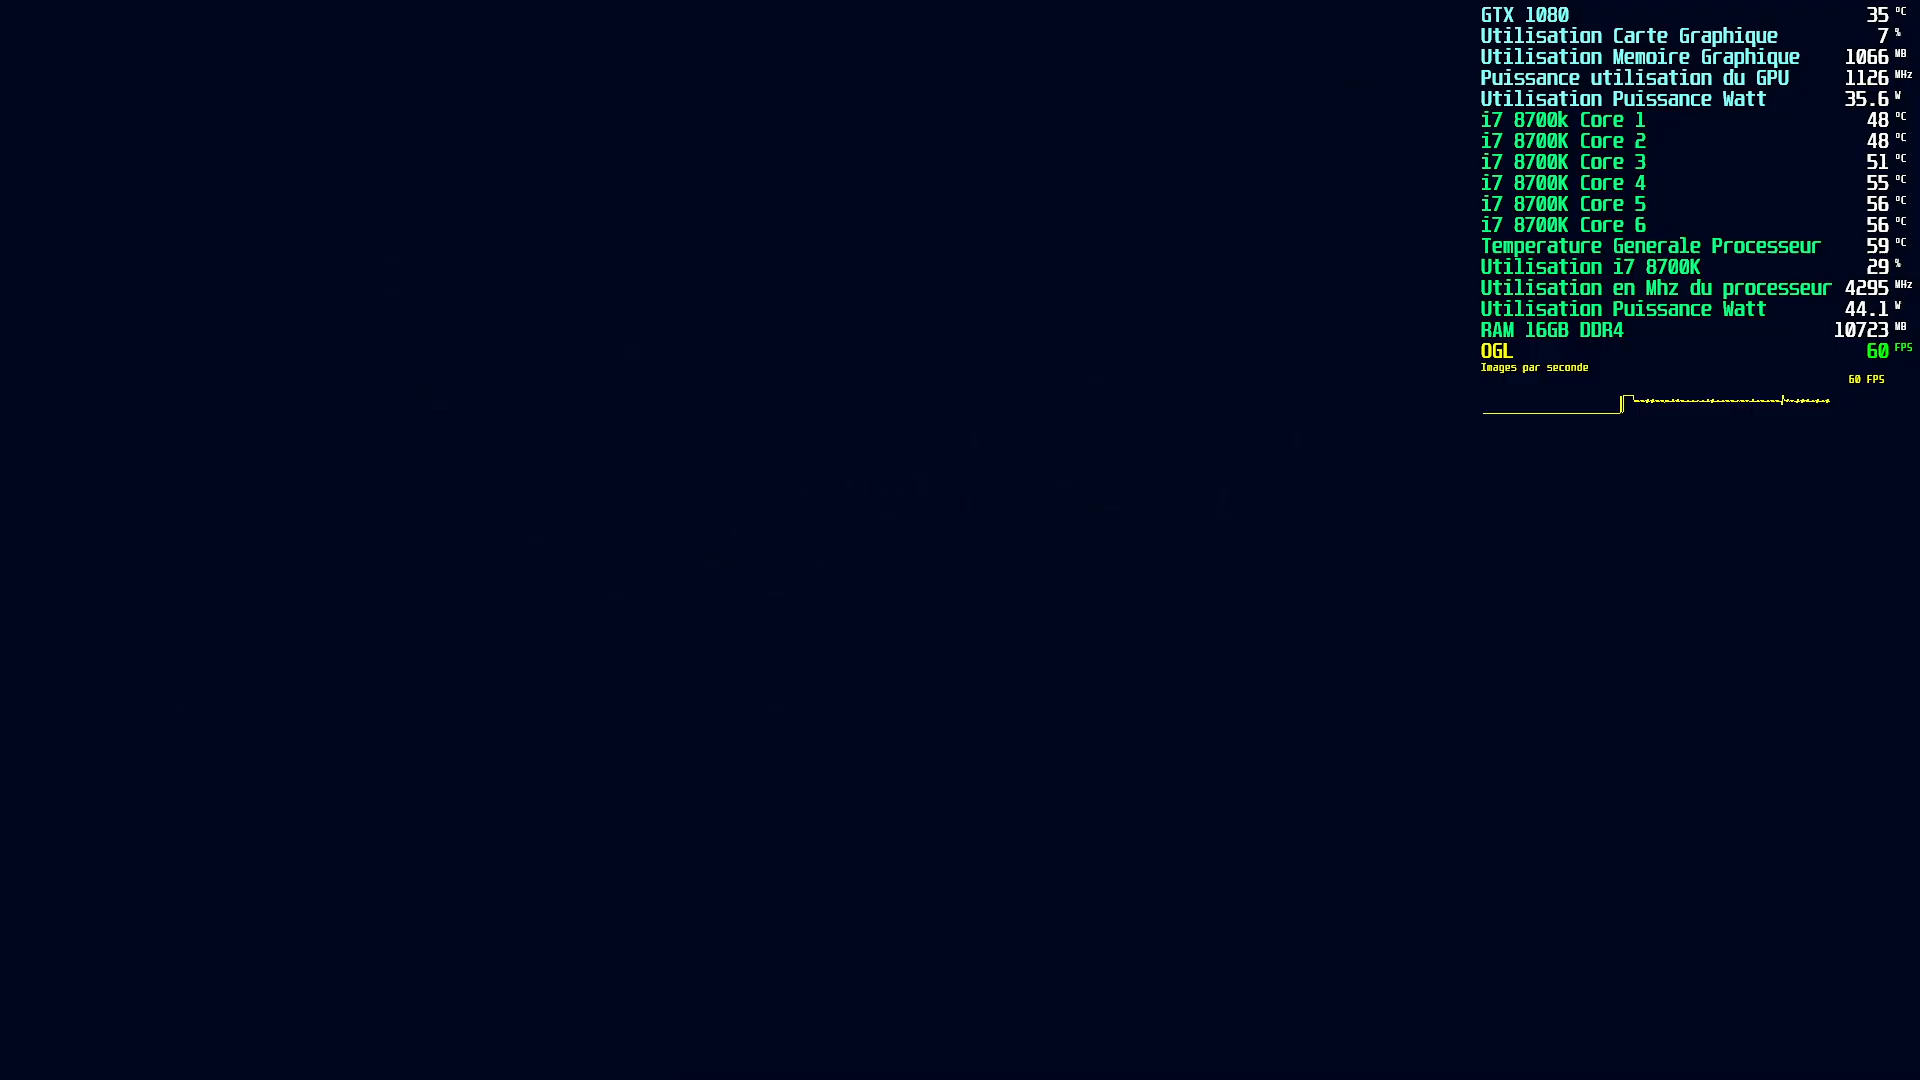 GTX 1080 35 °C
Utilisation Carte Graphique 7 %
Utilisation Memoire Graphique 1066 MB
Puissance utilisation du GPU 1126 MHz
Utilisation Puissance Watt 35.6 W
i7 8700k Core 1 48 °C
i7 8700K Core 2 48 °C
i7 8700K Core 3 51 °C
i7 8700K Core 4 55 °C
i7 8700K Core 5 56 °C
i7 8700K Core 6 56 °C
Temperature Generale Processeur 59 °C
Utilisation i7 8700K 29 %
Utilisation en Mhz du processeur 4295 MHz
Utilisation Puissance Watt 44.1 W
RAM 16GB DDR4 10723 MB
OGL 60 FPS
Images par seconde
60 FPS